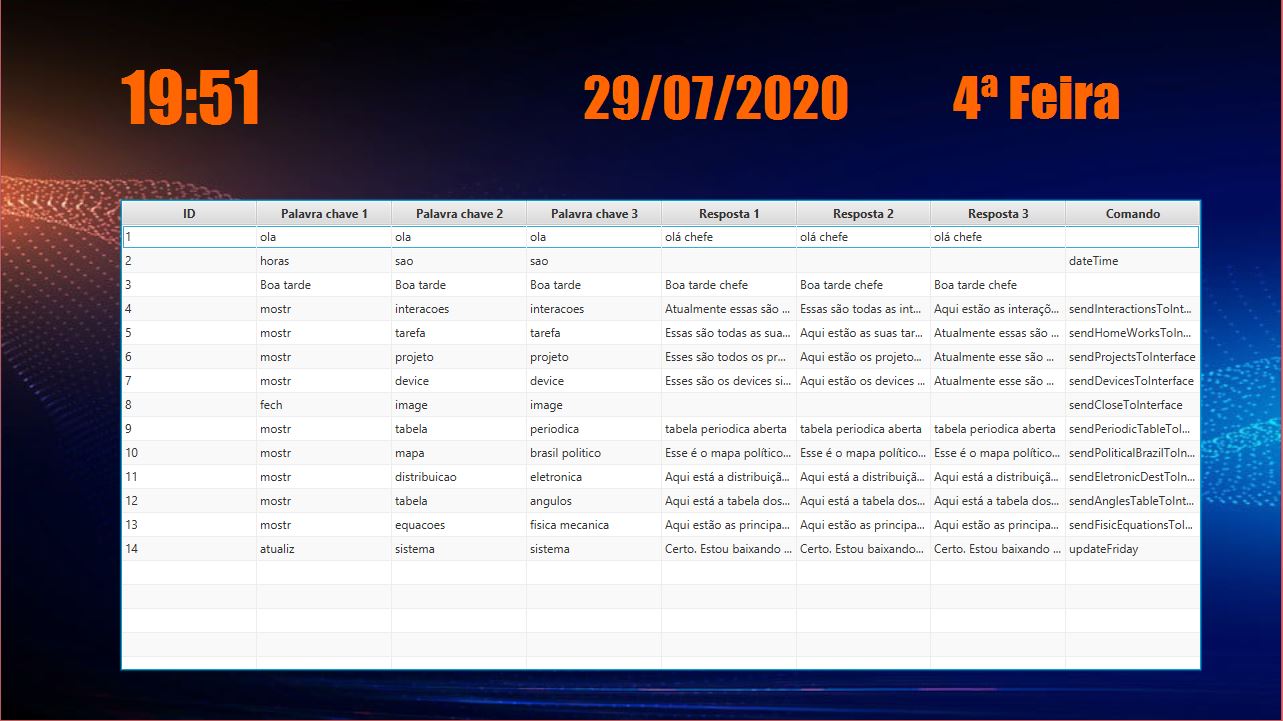 19:51 29/07/2020 4ª Feira
ID Palavra chave 1 Palavra chave 2 Palavra chave 3 Resposta 1 Resposta 2 Resposta 3 Comando
1 ola ola ola olá chefe olá chefe olá chefe
2 horas sao sao dateTime
3 Boa tarde Boa tarde Boa tarde Boa tarde chefe Boa tarde chefe Boa tarde chefe
4 mostr interacoes interacoes Atualmente essas são ... Essas são todas as int... Aqui estão as interaçõ... sendInteractionsToInt...
5 mostr tarefa tarefa Essas são todas as sua... Aqui estão as suas tar... Atualmente essas são ... sendHomeWorksToIn...
6 mostr projeto projeto Esses são todos os pr... Aqui estão os projeto... Atualmente esse são ... sendProjectsToInterface
7 mostr device device Esses são os devices si... Aqui estão os devices ... Atualmente esse são ... sendDevicesToInterface
8 fech image image sendCloseToInterface
9 mostr tabela periodica tabela periodica aberta tabela periodica aberta tabela periodica aberta sendPeriodicTableToI...
10 mostr mapa brasil politico Esse é o mapa político... Esse é o mapa político... Esse é o mapa político... sendPoliticalBrazilToIn...
11 mostr distribuicao eletronica Aqui está a distribuiçã... Aqui está a distribuiçã... Aqui está a distribuiçã... sendEletronicDestToIn...
12 mostr tabela angulos Aqui está a tabela dos... Aqui está a tabela dos... Aqui está a tabela dos... sendAnglesTableToInt...
13 mostr equacoes fisica mecanica Aqui estão as principa... Aqui estão as principa... Aqui estão as principa... sendFisicEquationsToI...
14 atualiz sistema sistema Certo. Estou baixando ... Certo. Estou baixando... Certo. Estou baixando ... updateFriday